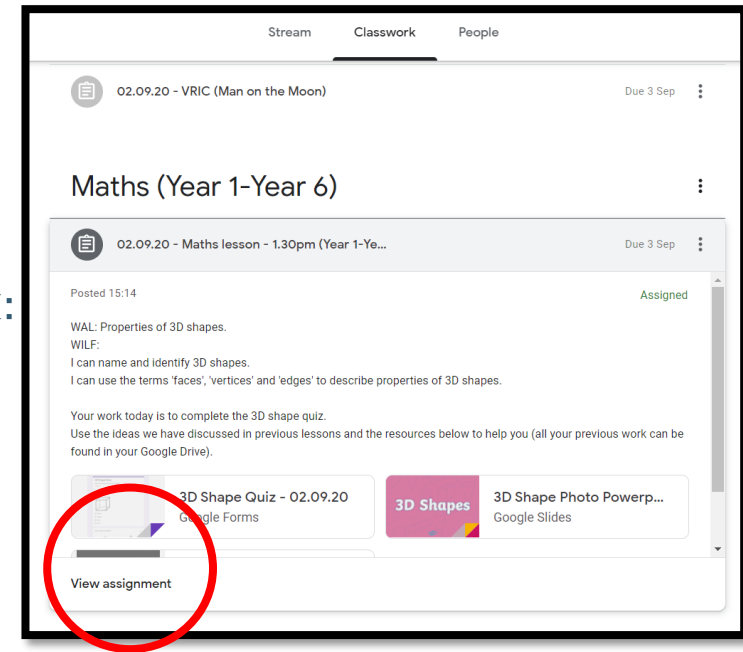 Stream Classwork People
02.09.20 - VRIC (Man on the Moon) Due 3 Sep
Maths (Year 1-Year 6)
02.09.20 - Maths lesson - 1.30pm (Year 1-Ye... Due 3 Sep
Posted 15:14 Assigned
:
WAL: Properties of 3D shapes.
WILF:
I can name and identify 3D shapes.
I can use the terms 'faces', 'vertices' and 'edges' to describe properties of 3D shapes.
Your work today is to complete the 3D shape quiz.
Use the ideas we have discussed in previous lessons and the resources below to help you (all your previous work can be
found in your Google Drive).
3D Shape Quiz - 02.09.20
Google Forms
3D Shapes
3D Shape Photo Powerp...
Google Slides
View assignment